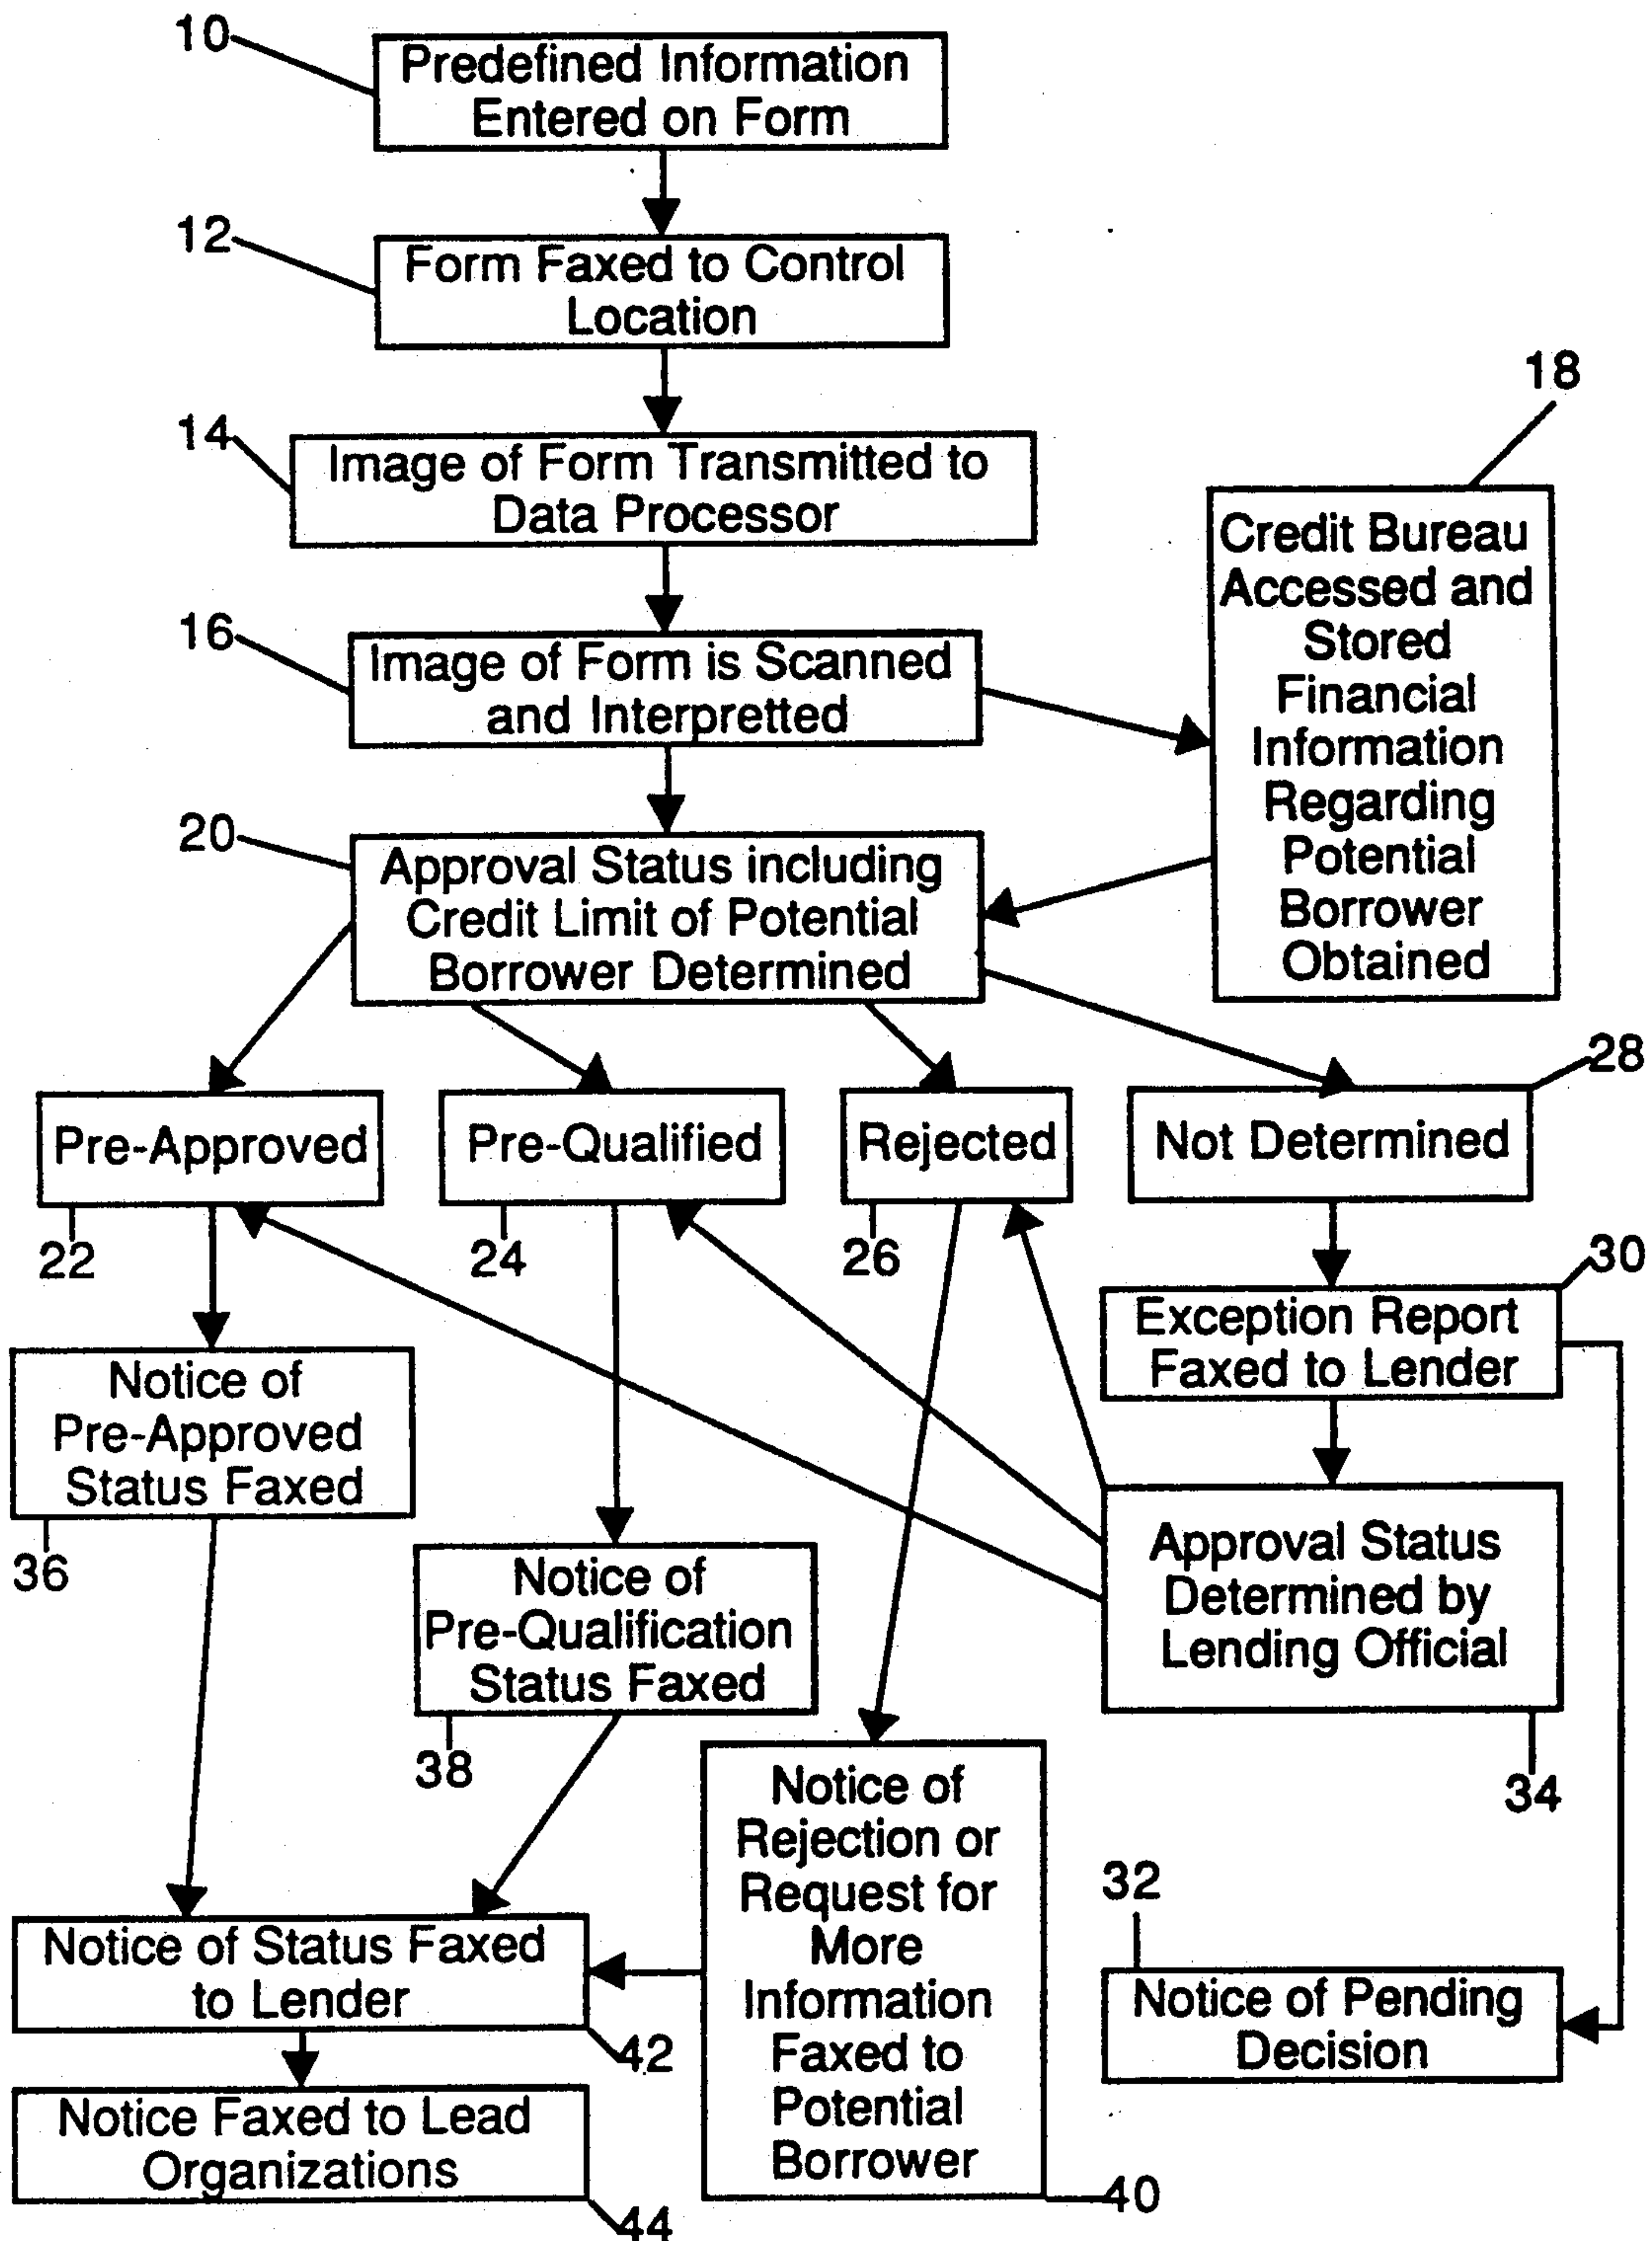 10
Predefined Information
Entered on Form
12
Form Faxed to Control
Location
14
Image of Form Transmitted to
Data Processor
18
Credit Bureau
Accessed and
Stored
Financial
Information
Regarding
Potential
Borrower
Obtained
16
Image of Form is Scanned
and Interpretted
20
Approval Status including
Credit Limit of Potential
Borrower Determined
Pre-Approved
22
Pre-Qualified
24
Rejected
26
28
Not Determined
30
Exception Report
Faxed to Lender
Notice of
Pre-Approved
Status Faxed
36
Notice of
Pre-Qualification
Status Faxed
38
Approval Status
Determined by
Lending Official
34
Notice of
Rejection or
Request for
More
Information
Faxed to
Potential
Borrower
40
32
Notice of Pending
Decision
Notice of Status Faxed
to Lender
42
Notice Faxed to Lead
Organizations
44